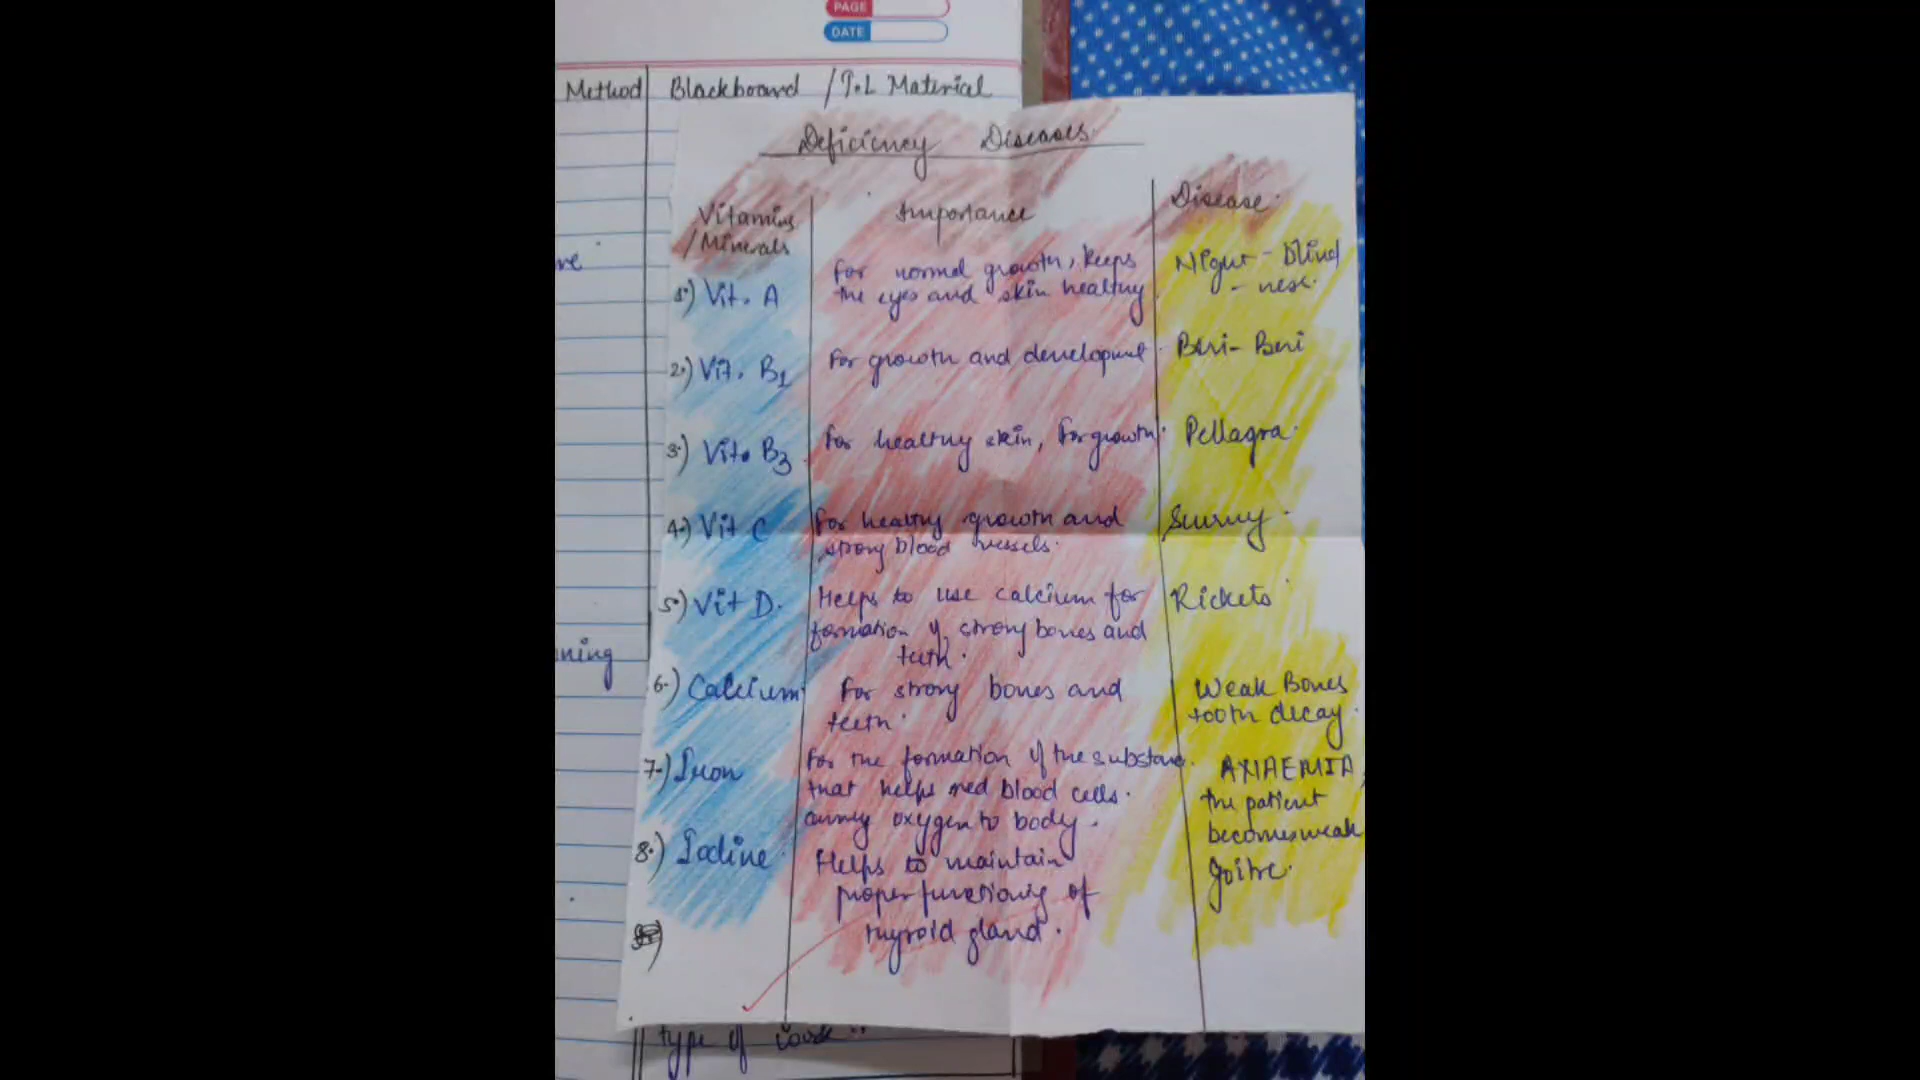 PAGE
DATE
Method Blackboard / T.L Material
Deficiency Diseases
Vitamins
/Minerals
Importance
Disease.
1.) Vit. A
for normal growth, keeps
the eyes and skin healthy
Night - blind
- ness.
2.) Vit. B1
For growth and development
Beri- Beri
3.) Vit. B3
For healthy skin, For growth.
Pellagra.
4.) Vit C
For healthy growth and
strong blood vessels.
Scurvy.
5.) Vit D.
Helps to use calcium for
formation of strong bones and
teeth.
Rickets
6.) Calcium
For strong bones and
teeth.
Weak Bones
tooth decay.
7.) Iron
For the formation of the substance
that helps red blood cells.
carry oxygen to body.
ANAEMIA,
the patient
becomes weak
8.) Iodine
Helps to maintain
proper functioning of
thyroid gland.
Goitre.
ning
type of